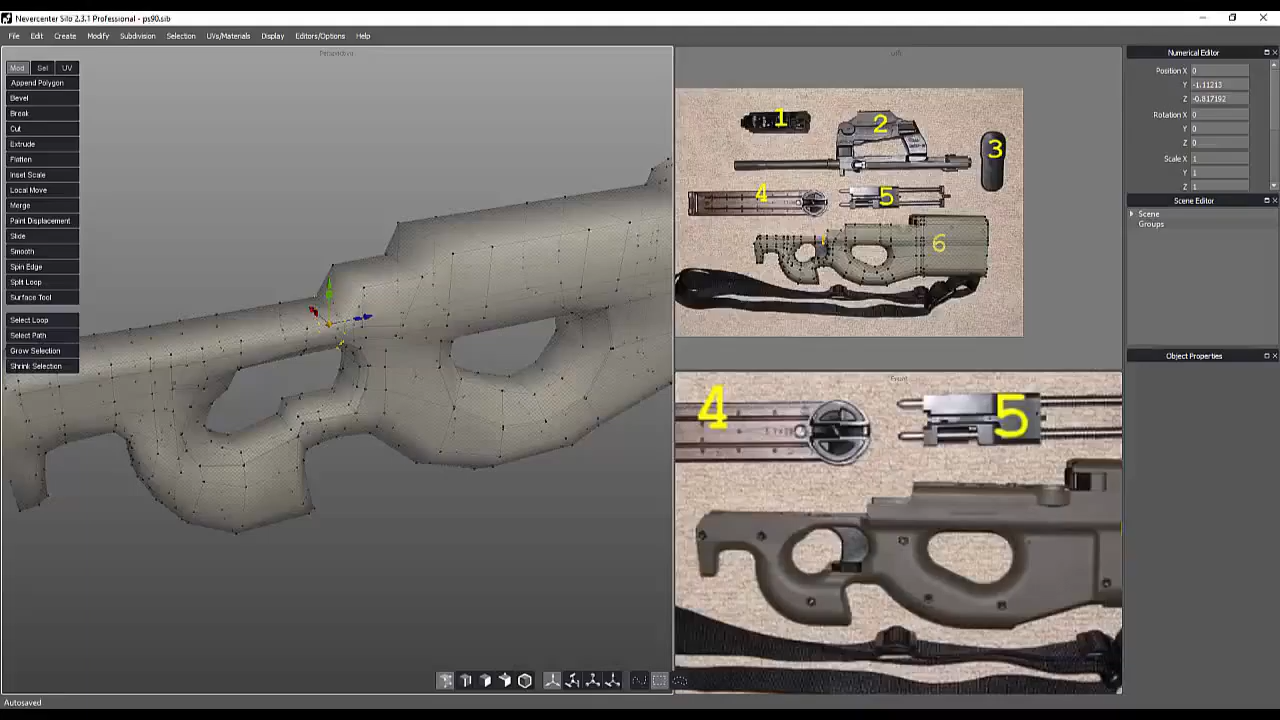 Nevercenter Silo 2.3.1 Professional - ps90.sib
File Edit Create Modify Subdivision Selection UVs/Materials Display Editors/Options Help
Perspective
Mod Sel UV
Append Polygon
Bevel
Break
Cut
Extrude
Flatten
Inset Scale
Local Move
Merge
Paint Displacement
Slide
Smooth
Spin Edge
Split Loop
Surface Tool
Select Loop
Select Path
Grow Selection
Shrink Selection
1
2
3
4
5
6
Front
4
5
Numerical Editor
Position X 0
Y -1.11213
Z -0.817192
Rotation X 0
Y 0
Z 0
Scale X 1
Y 1
Z 1
Scene Editor
Scene
Groups
Object Properties
Autosaved